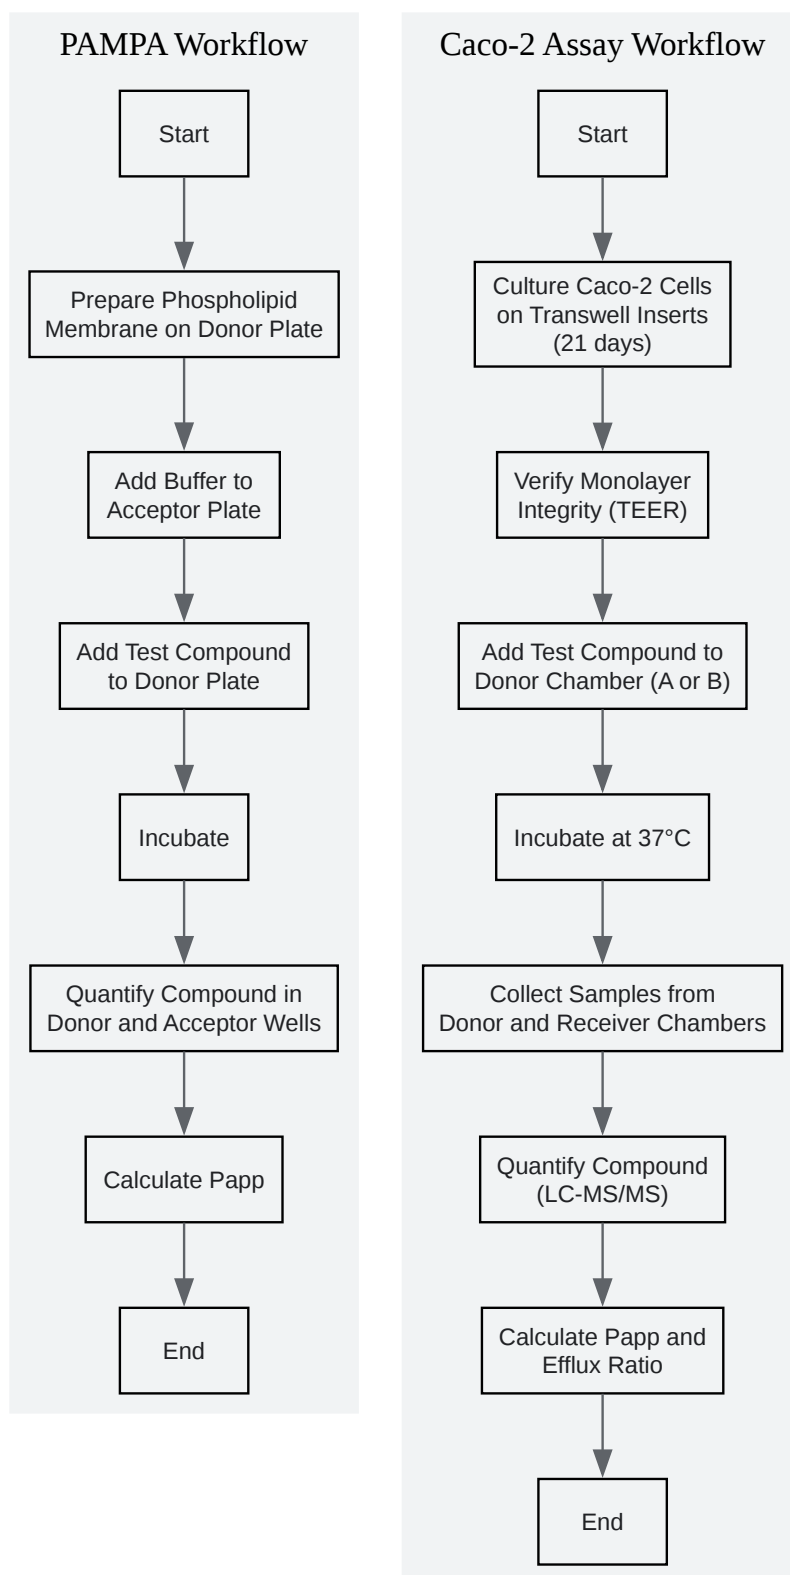 PAMPA Workflow
Start
Prepare Phospholipid
Membrane on Donor Plate
Add Buffer to
Acceptor Plate
Add Test Compound
to Donor Plate
Incubate
Quantify Compound in
Donor and Acceptor Wells
Calculate Papp
End
Caco-2 Assay Workflow
Start
Culture Caco-2 Cells
on Transwell Inserts
(21 days)
Verify Monolayer
Integrity (TEER)
Add Test Compound to
Donor Chamber (A or B)
Incubate at 37°C
Collect Samples from
Donor and Receiver Chambers
Quantify Compound
(LC-MS/MS)
Calculate Papp and
Efflux Ratio
End